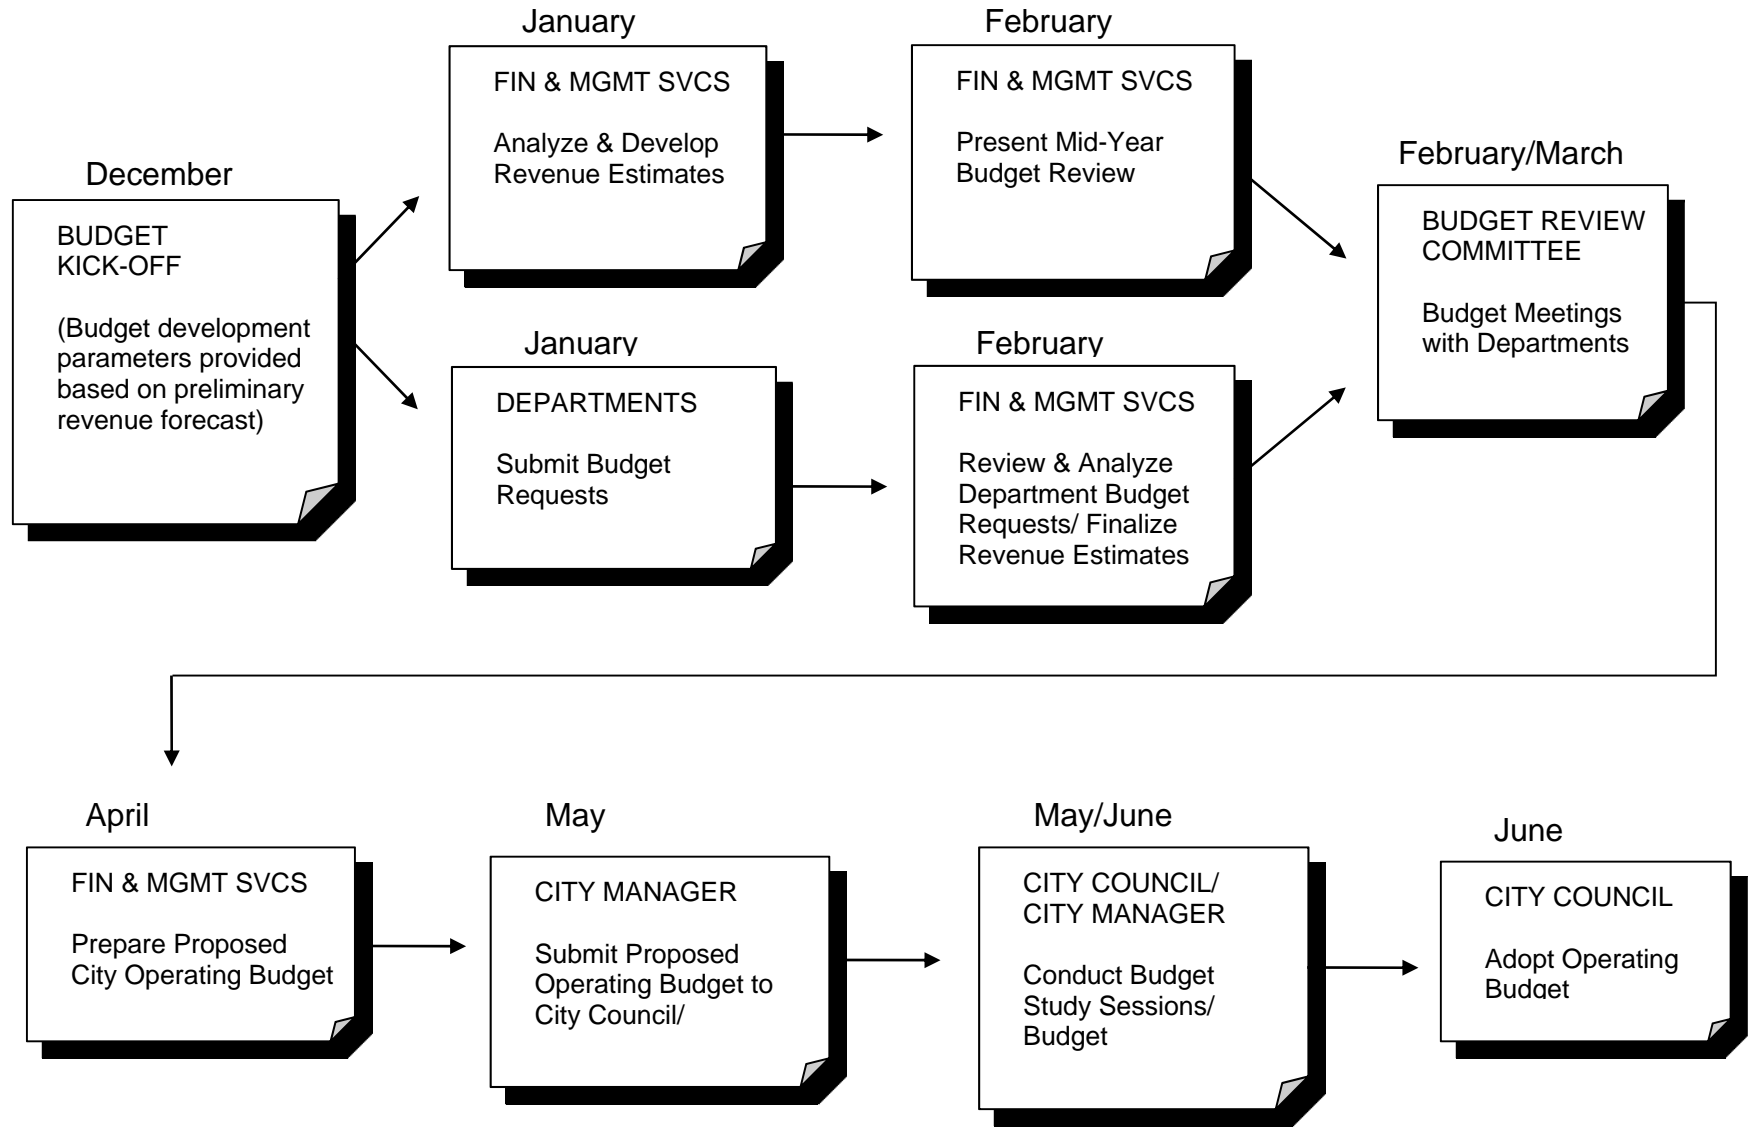 December
BUDGET
KICK-OFF
(Budget development
parameters provided
based on preliminary
revenue forecast)
January
FIN & MGMT SVCS
Analyze & Develop
Revenue Estimates
February
FIN & MGMT SVCS
Present Mid-Year
Budget Review
January
DEPARTMENTS
Submit Budget
Requests
February
FIN & MGMT SVCS
Review & Analyze
Department Budget
Requests/ Finalize
Revenue Estimates
February/March
BUDGET REVIEW
COMMITTEE
Budget Meetings
with Departments
April
FIN & MGMT SVCS
Prepare Proposed
City Operating Budget
May
CITY MANAGER
Submit Proposed
Operating Budget to
City Council/
May/June
CITY COUNCIL/
CITY MANAGER
Conduct Budget
Study Sessions/
Budget
June
CITY COUNCIL
Adopt Operating
Budget